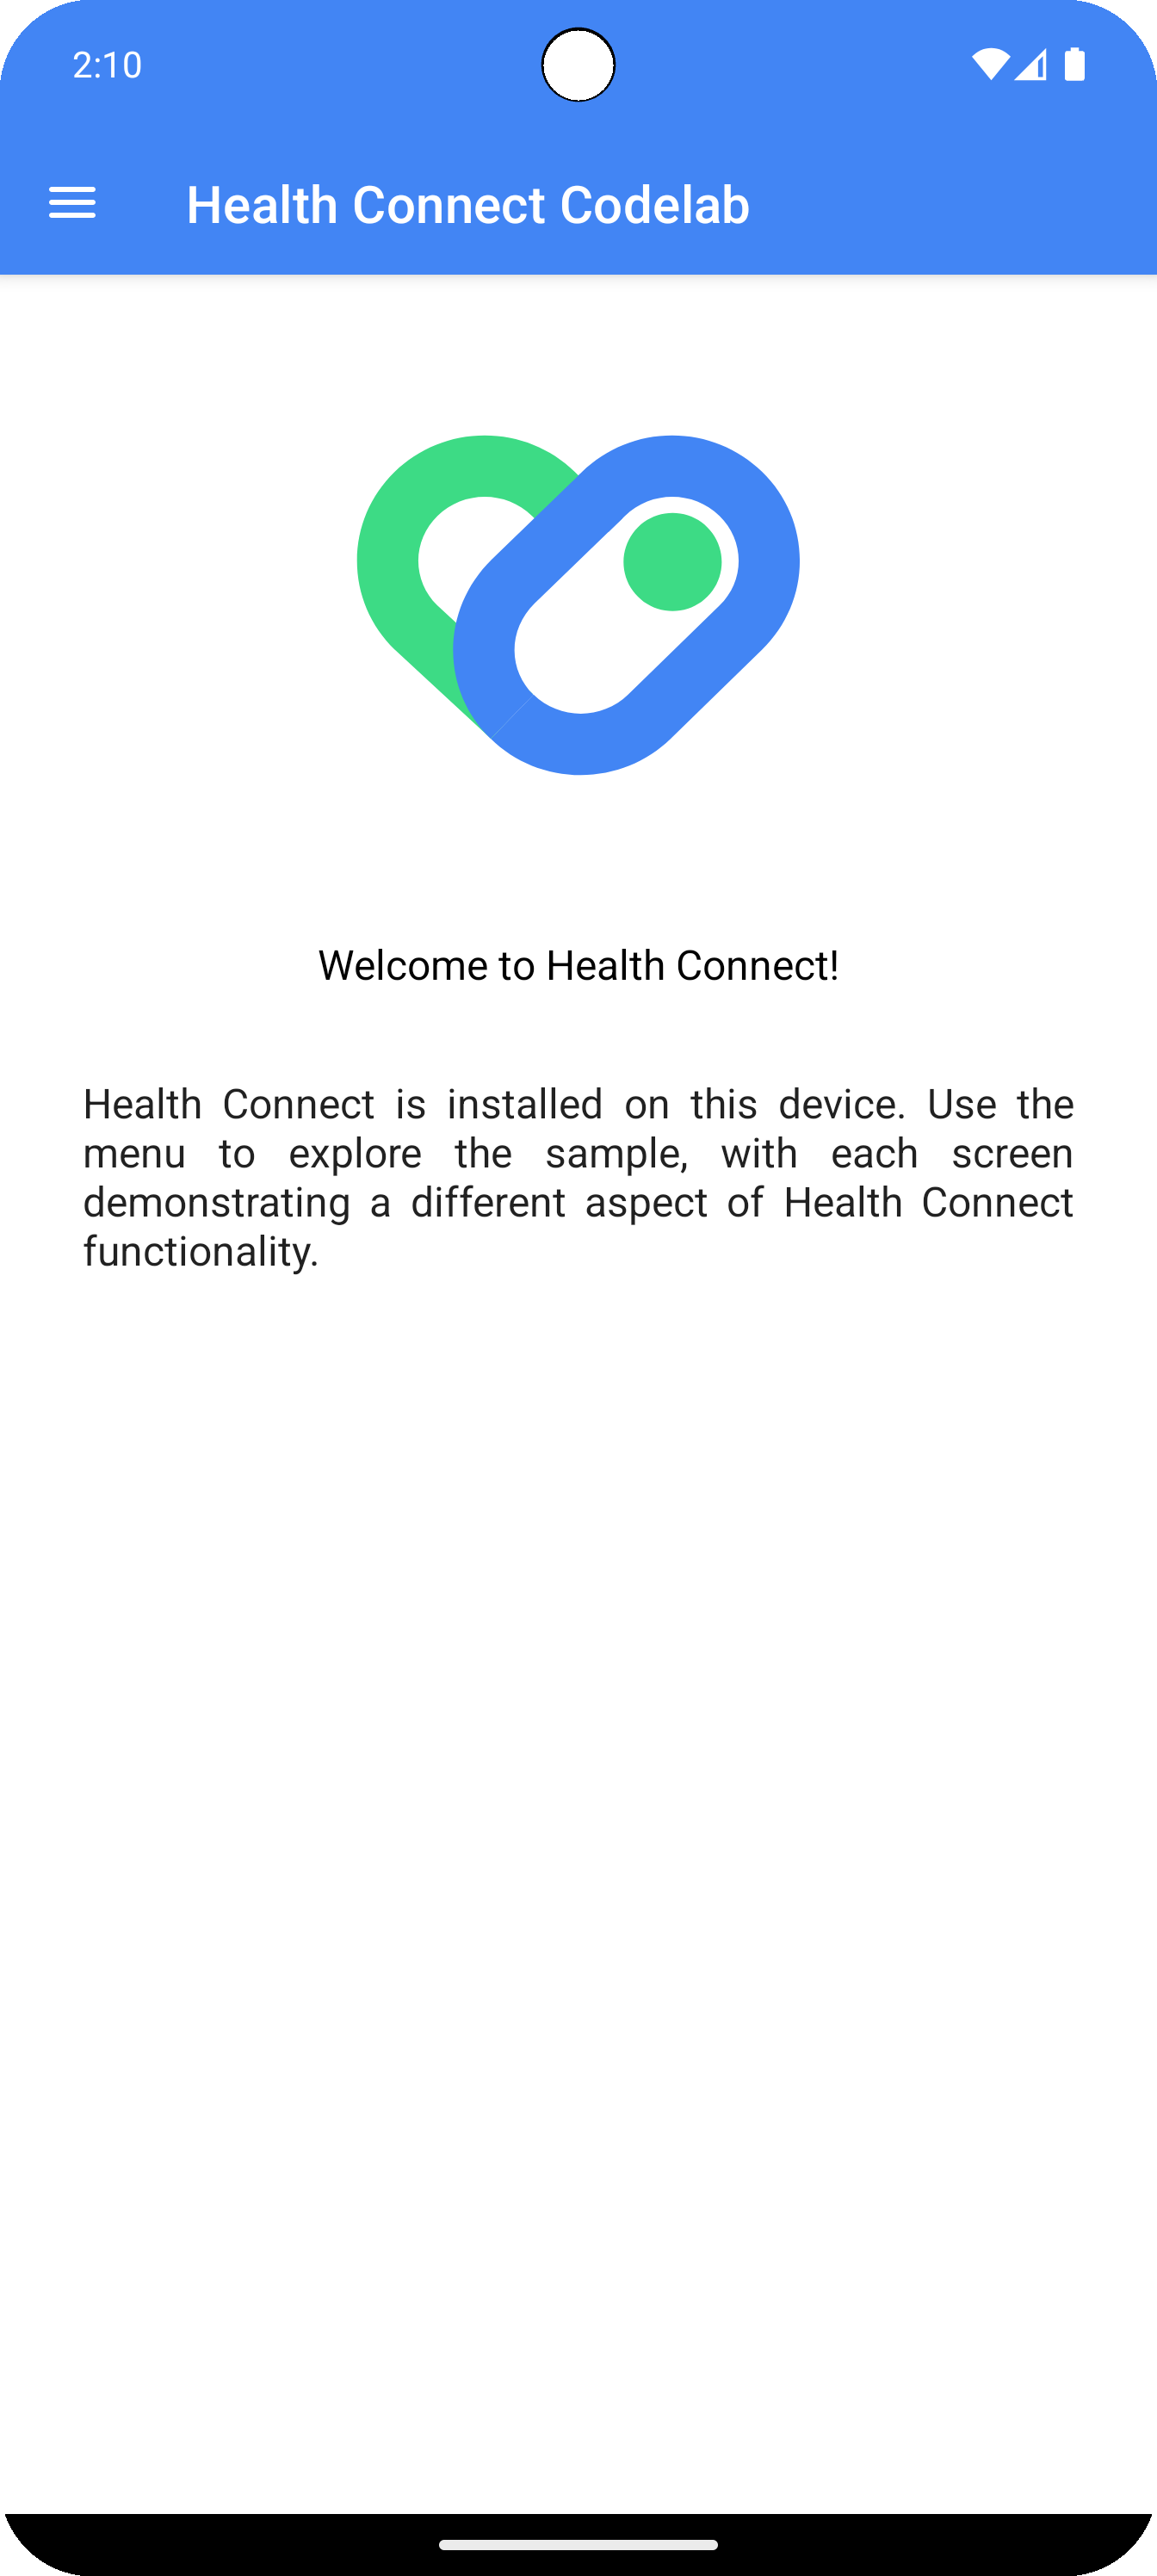 2:10
Health Connect Codelab
Welcome to Health Connect!
Health Connect is installed on this device. Use the
menu to explore the sample, with each screen
demonstrating a different aspect of Health Connect
functionality.